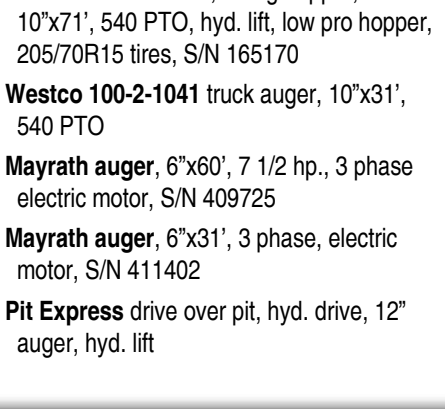 10”x71’, 540 PTO, hyd. lift, low pro hopper,
205/70R15 tires, S/N 165170
Westco 100-2-1041 truck auger, 10”x31’,
540 PTO
Mayrath auger, 6”x60’, 7 1/2 hp., 3 phase
electric motor, S/N 409725
Mayrath auger, 6”x31’, 3 phase, electric
motor, S/N 411402
Pit Express drive over pit, hyd. drive, 12”
auger, hyd. lift